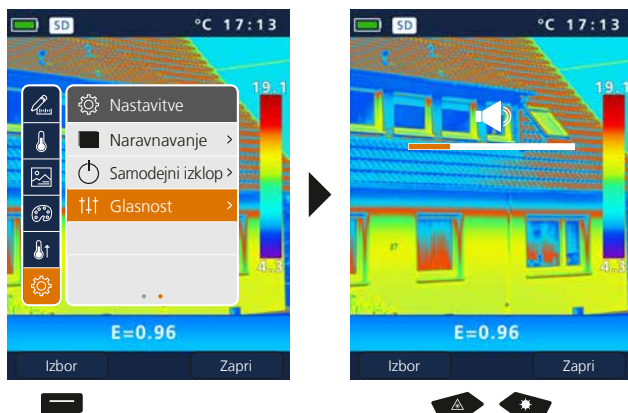 SD °C 17:13
19.1
Nastavitve
Naravnavanje >
Samodejni izklop >
Glasnost >
4.3
E=0.96
Izbor Zapri
SD °C 17:13
19.1
4.3
E=0.96
Izbor Zapri